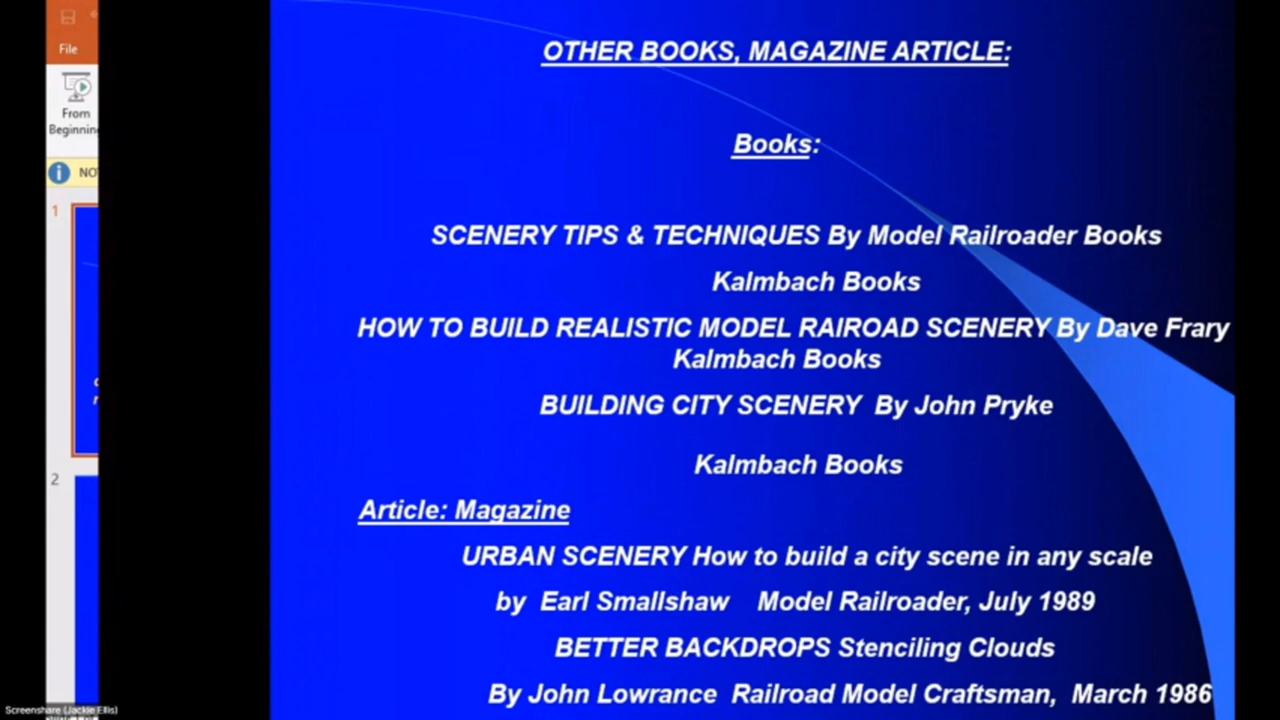 File
From
Beginning
NO
1
2
OTHER BOOKS, MAGAZINE ARTICLE:
Books:
SCENERY TIPS & TECHNIQUES By Model Railroader Books
Kalmbach Books
HOW TO BUILD REALISTIC MODEL RAIROAD SCENERY By Dave Frary
Kalmbach Books
BUILDING CITY SCENERY By John Pryke
Kalmbach Books
Article: Magazine
URBAN SCENERY How to build a city scene in any scale
by Earl Smallshaw Model Railroader, July 1989
BETTER BACKDROPS Stenciling Clouds
By John Lowrance Railroad Model Craftsman, March 1986
Screenshare (Jackie Ellis)